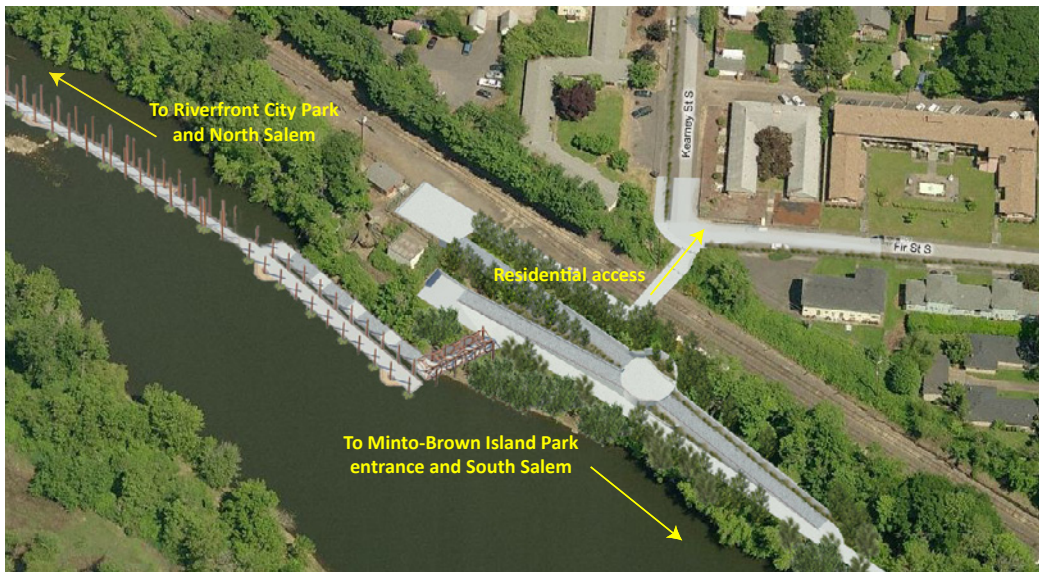 To Riverfront City Park
and North Salem
Kearney St S
Residential access
Fir St S
To Minto-Brown Island Park
entrance and South Salem